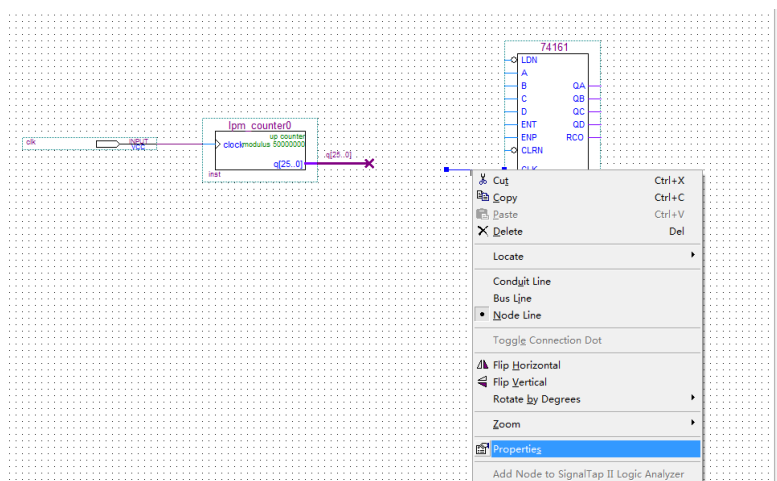 74161
LDN
A
B QA
C QB
D QC
ENT QD
ENP RCO
CLRN
CLK
clk
INPUT
VCC
lpm_counter0
up counter
clock modulus 50000000
q[25..0]
inst
q[25..0]
Cut Ctrl+X
Copy Ctrl+C
Paste Ctrl+V
Delete Del
Locate
Conduit Line
Bus Line
Node Line
Toggle Connection Dot
Flip Horizontal
Flip Vertical
Rotate by Degrees
Zoom
Properties
Add Node to SignalTap II Logic Analyzer